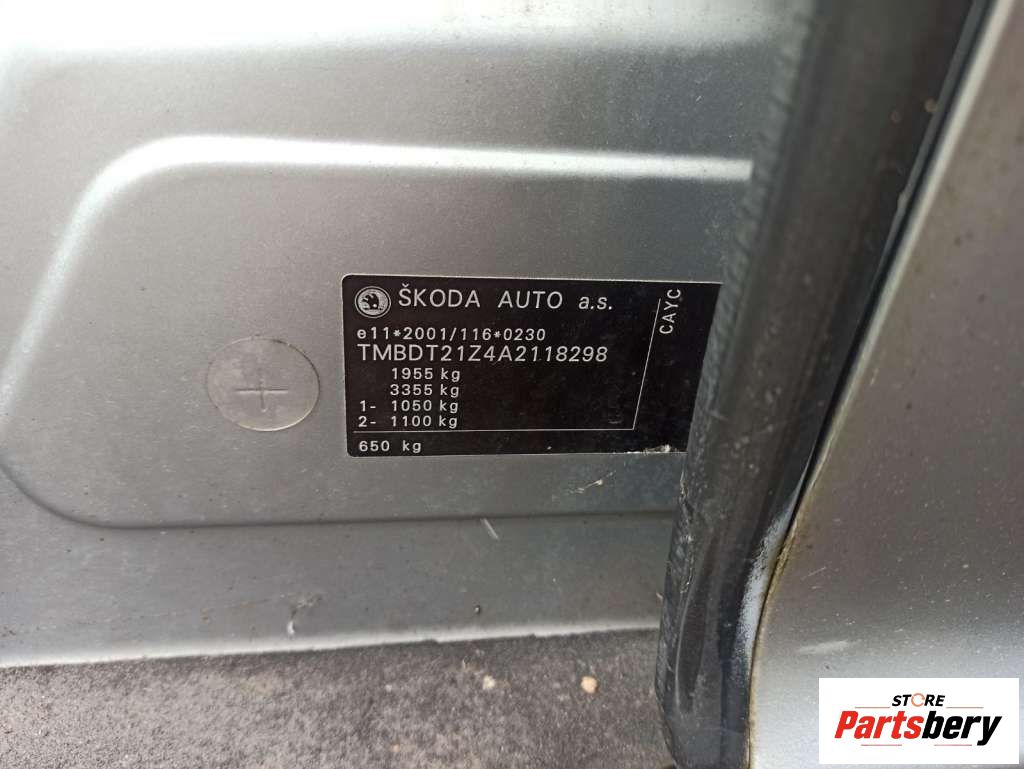 ŠKODA AUTO a.s.
e11*2001/116*0230
TMBDT21Z4A2118298
1955 kg
3355 kg
1- 1050 kg
2- 1100 kg
650 kg
CAYC
STORE
Partsbery